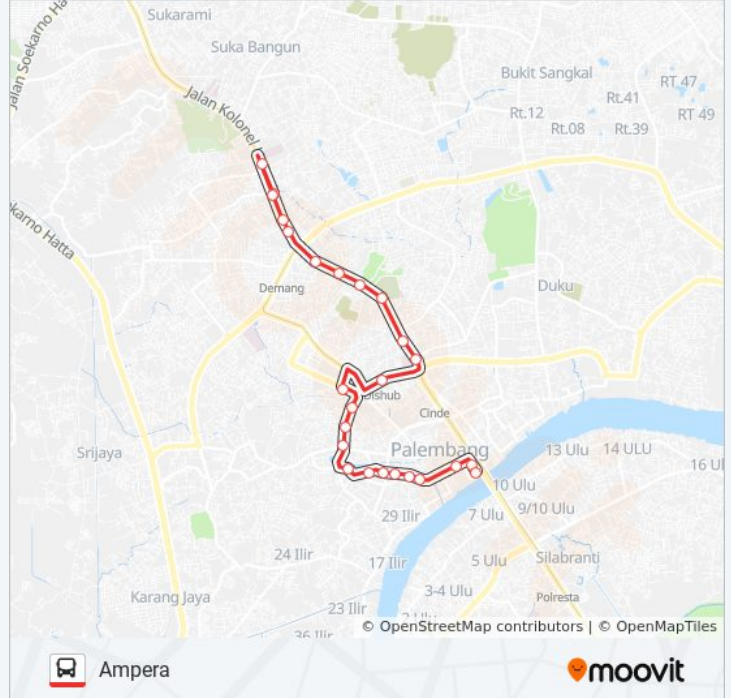 Jalan Soekarno Ha
Sukarami
Suka Bangun
Bukit Sangkal
RT 47
Rt.41
RT 49
Rt.12
Rt.08
Rt.39
Jalan Kolonel
karno Hatta
Demang
Duku
Dishub
Cinde
Palembang
Srijaya
13 Ulu
14 ULU
16 Ul
10 Ulu
9/10 Ulu
7 Ulu
29 Ilir
24 Ilir
17 Ilir
5 Ulu
Silabranti
3-4 Ulu
Karang Jaya
23 Ilir
Polresta
36 Ilir
© OpenStreetMap contributors | © OpenMapTiles
Ampera
moovit